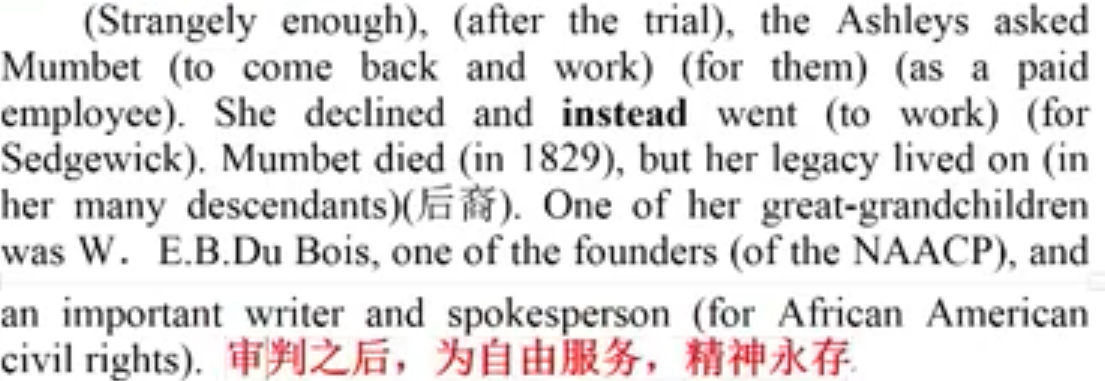 (Strangely enough), (after the trial), the Ashleys asked
Mumbet (to come back and work) (for them) (as a paid
employee). She declined and instead went (to work) (for
Sedgewick). Mumbet died (in 1829), but her legacy lived on (in
her many descendants)(后裔). One of her great-grandchildren
was W． E.B.Du Bois, one of the founders (of the NAACP), and
an important writer and spokesperson (for African American
civil rights). 审判之后，为自由服务，精神永存.